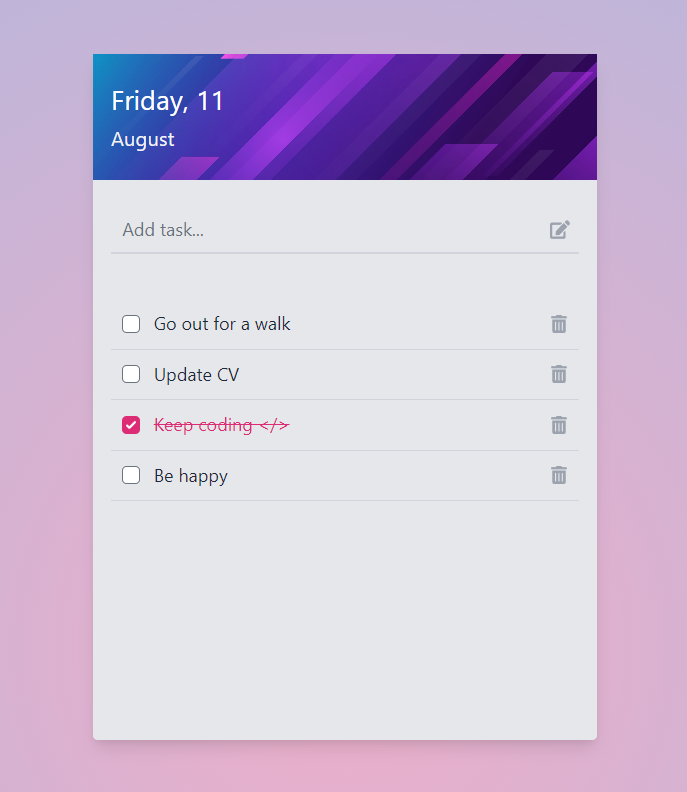 Friday, 11
August
Add task...
Go out for a walk
Update CV
Keep coding </>
Be happy